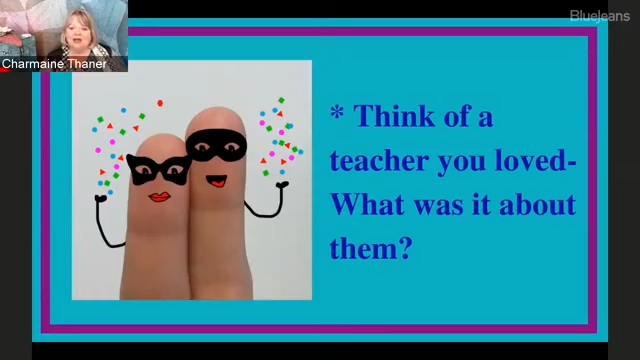 BlueJeans
Charmaine Thaner
* Think of a
teacher you loved-
What was it about
them?